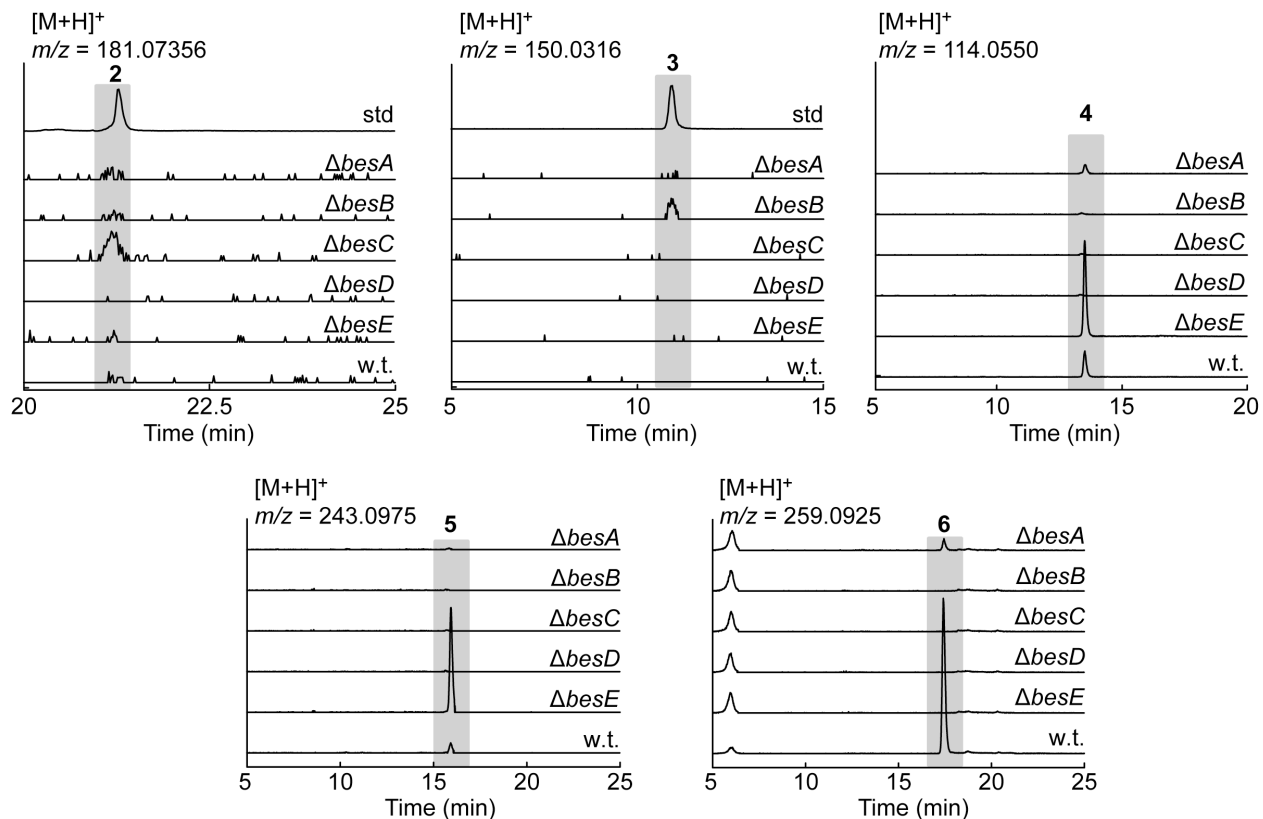 [M+H]+
m/z = 181.07356
2
std
ΔbesA
ΔbesB
ΔbesC
ΔbesD
ΔbesE
w.t.
20 22.5 25
Time (min)
[M+H]+
m/z = 150.0316
3
std
ΔbesA
ΔbesB
ΔbesC
ΔbesD
ΔbesE
w.t.
5 10 15
Time (min)
[M+H]+
m/z = 114.0550
4
ΔbesA
ΔbesB
ΔbesC
ΔbesD
ΔbesE
w.t.
5 10 15 20
Time (min)
[M+H]+
m/z = 243.0975
5
ΔbesA
ΔbesB
ΔbesC
ΔbesD
ΔbesE
w.t.
5 10 15 20 25
Time (min)
[M+H]+
m/z = 259.0925
6
ΔbesA
ΔbesB
ΔbesC
ΔbesD
ΔbesE
w.t.
5 10 15 20 25
Time (min)